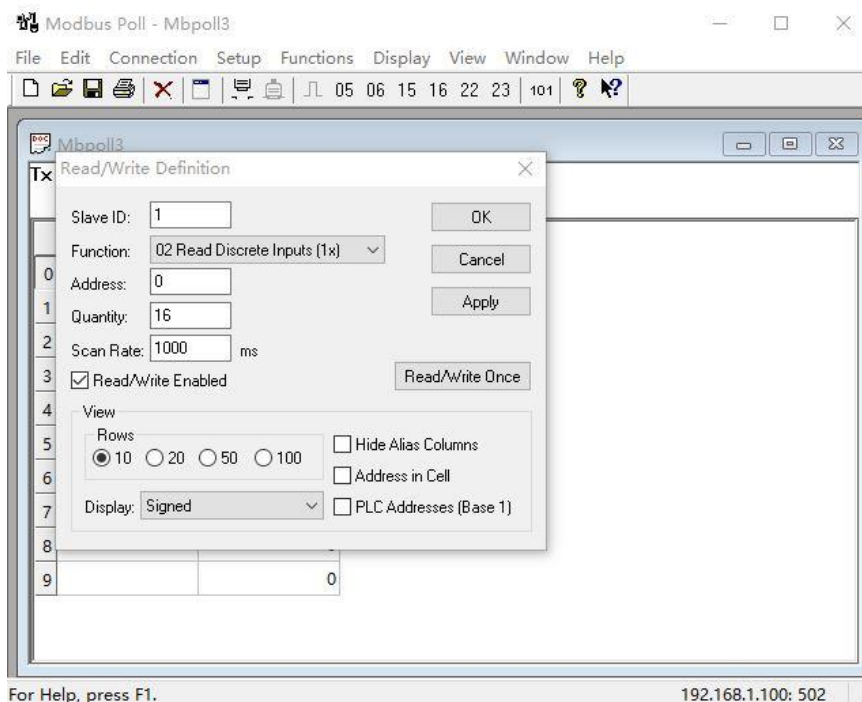 Modbus Poll - Mbpoll3
File Edit Connection Setup Functions Display View Window Help
05 06 15 16 22 23 101
Mbpoll3
Tx
Read/Write Definition
Slave ID: 1
OK
Function: 02 Read Discrete Inputs (1x)
Cancel
Address: 0
Apply
Quantity: 16
Scan Rate: 1000 ms
Read/Write Enabled
Read/Write Once
View
Rows
10 20 50 100
Hide Alias Columns
Address in Cell
Display: Signed
PLC Addresses (Base 1)
0
1
2
3
4
5
6
7
8
9 0
For Help, press F1.
192.168.1.100: 502